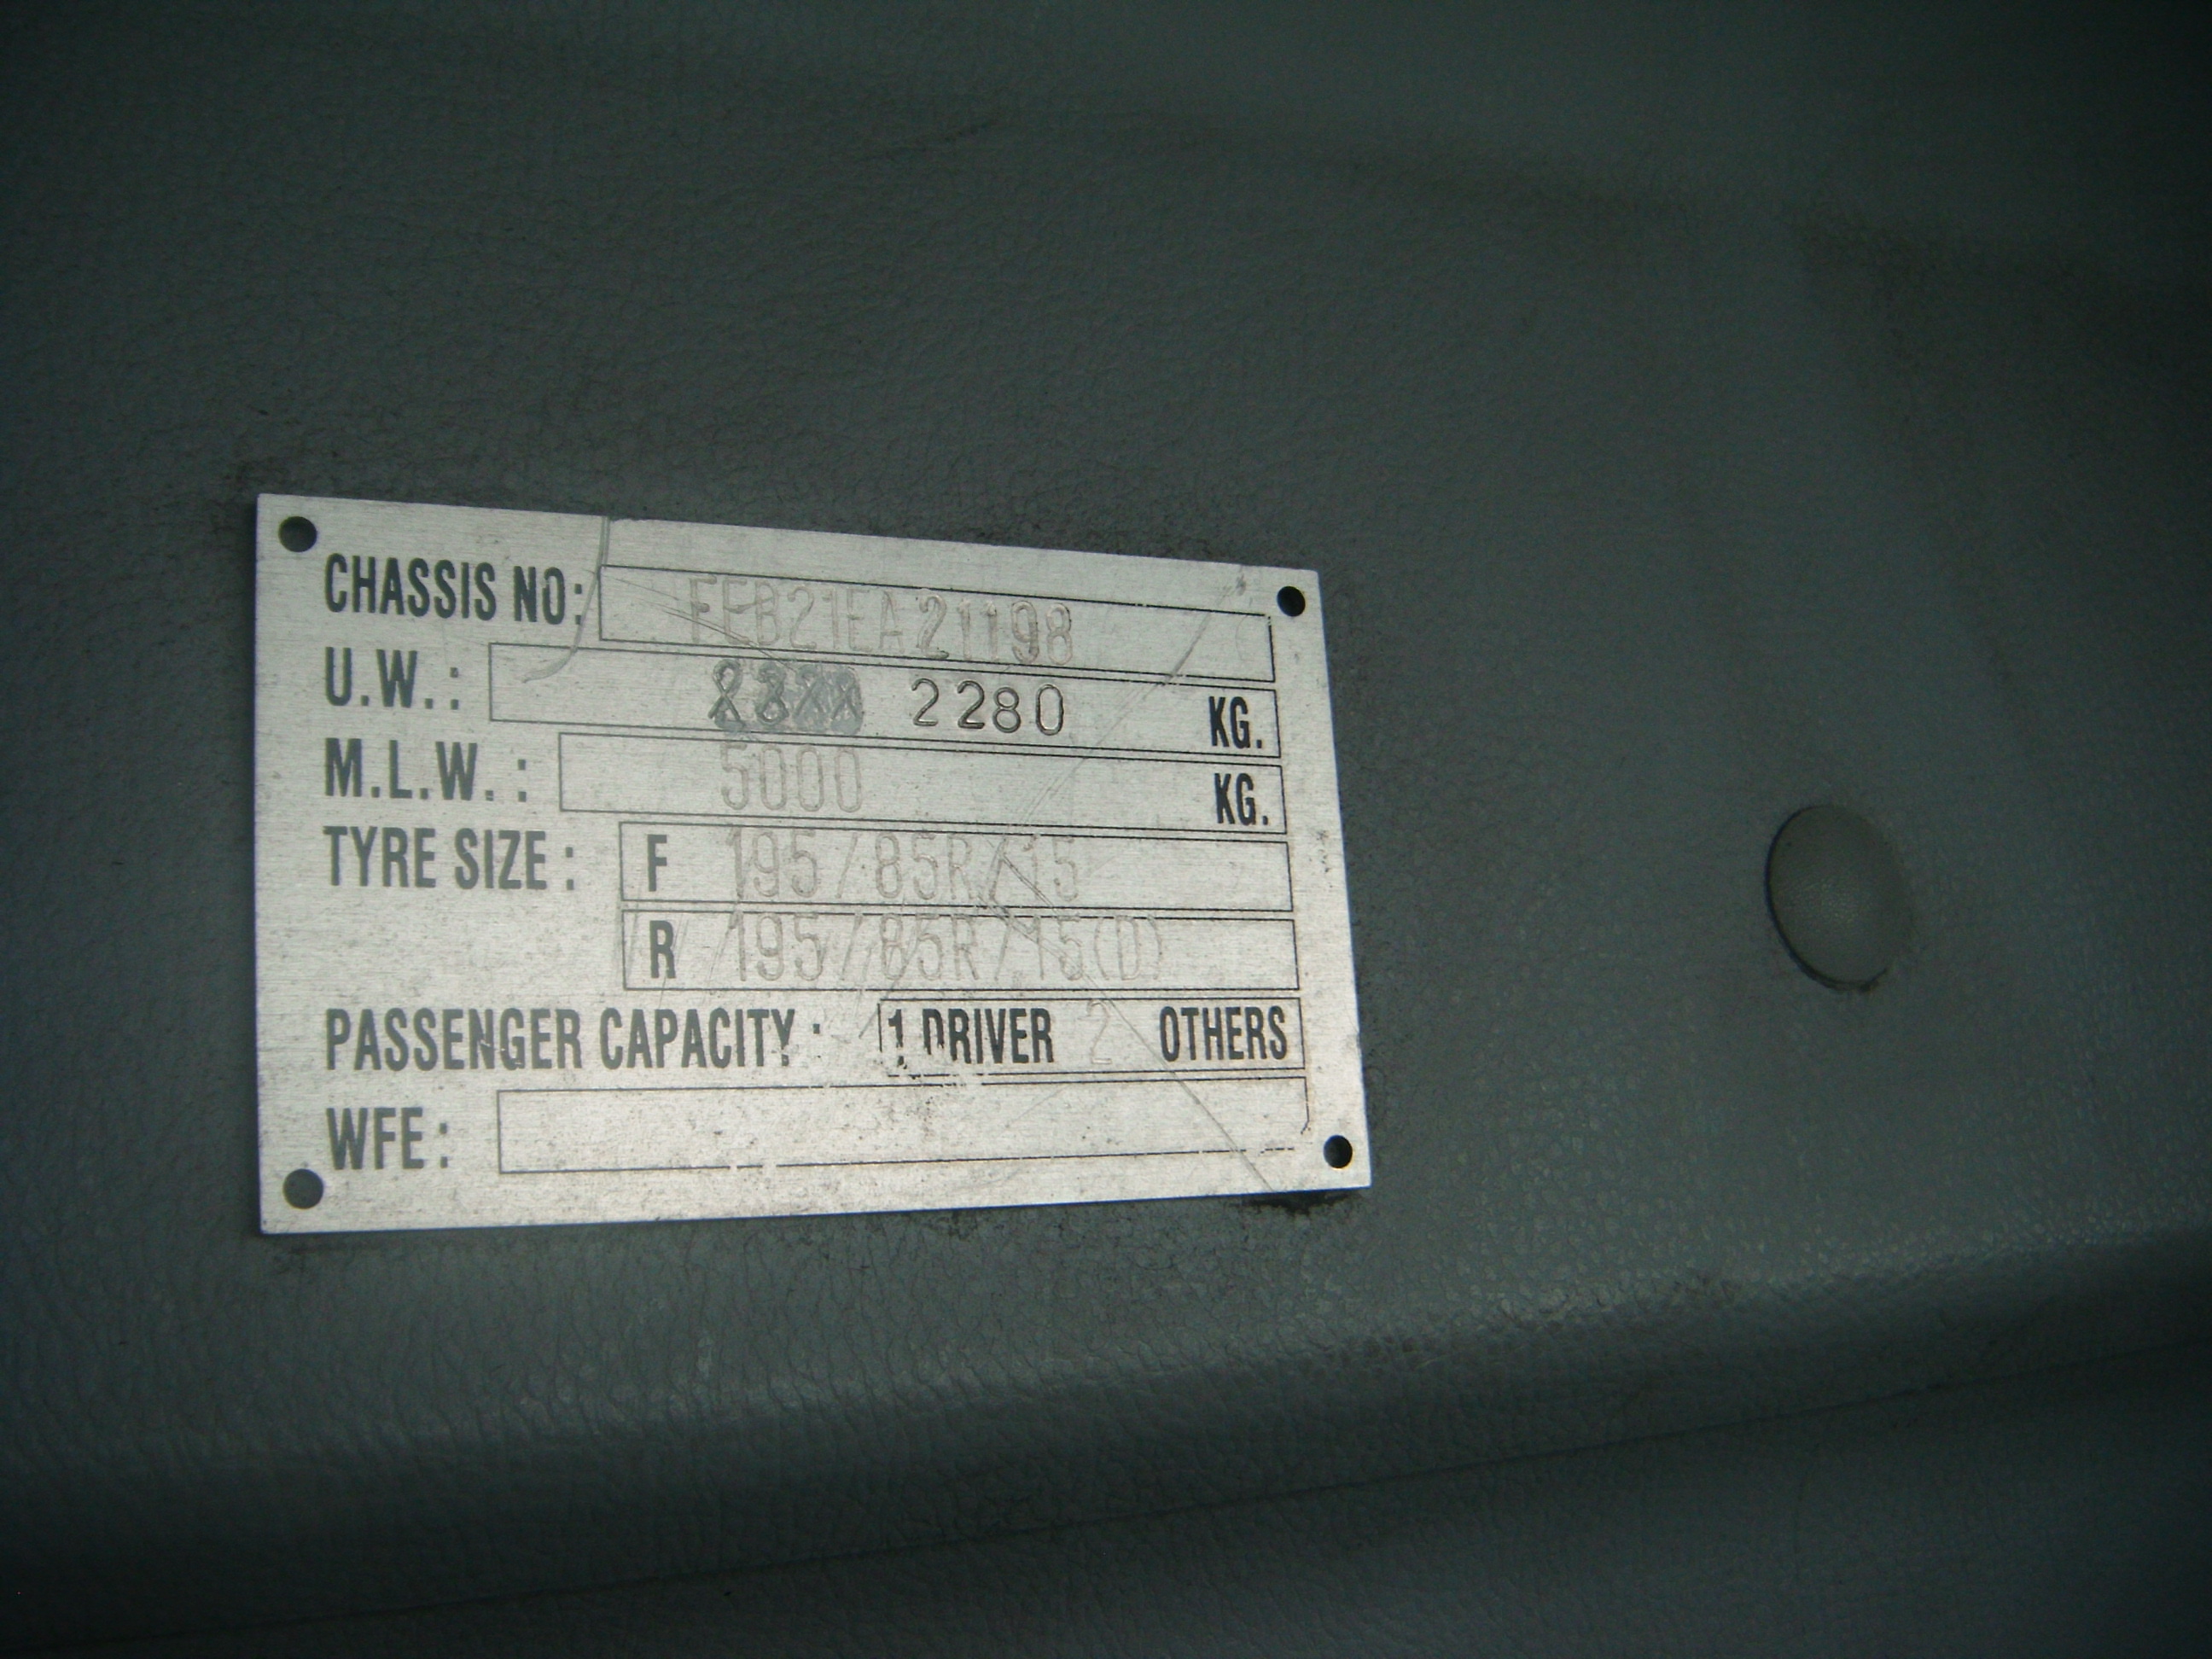 CHASSIS NO: FEB21EA21198
U.W.: 2280 KG.
M.L.W.: 5000 KG.
TYRE SIZE: F 195/85R/15
R 195/85R/15(D)
PASSENGER CAPACITY: 1 DRIVER 2 OTHERS
WFE: